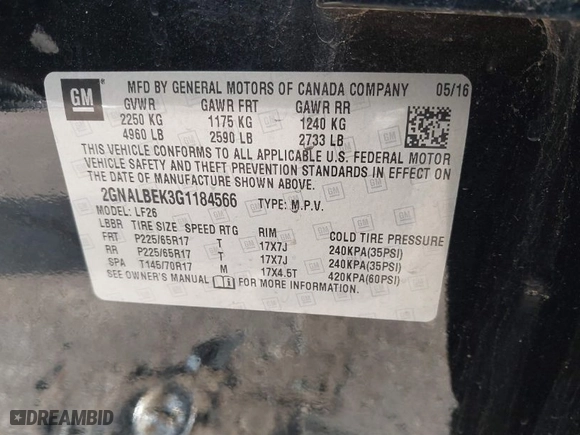 GM
MFD BY GENERAL MOTORS OF CANADA COMPANY 05/16
GVWR GAWR FRT GAWR RR
2250 KG 1175 KG 1240 KG
4960 LB 2590 LB 2733 LB
THIS VEHICLE CONFORMS TO ALL APPLICABLE U.S. FEDERAL MOTOR
VEHICLE SAFETY AND THEFT PREVENTION STANDARDS IN EFFECT ON
THE DATE OF MANUFACTURE SHOWN ABOVE.
2GNALBEK3G1184566 TYPE: M.P.V.
MODEL: LF26
LBBR TIRE SIZE SPEED RTG RIM COLD TIRE PRESSURE
FRT P225/65R17 T 17X7J 240KPA(35PSI)
RR P225/65R17 T 17X7J 240KPA(35PSI)
SPA T145/70R17 M 17X4.5T 420KPA(60PSI)
SEE OWNER'S MANUAL FOR MORE INFORMATION.
DREAMBID